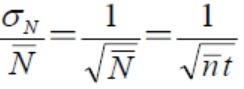 σ_N / N̅ = 1 / √N̅ = 1 / √n̅t